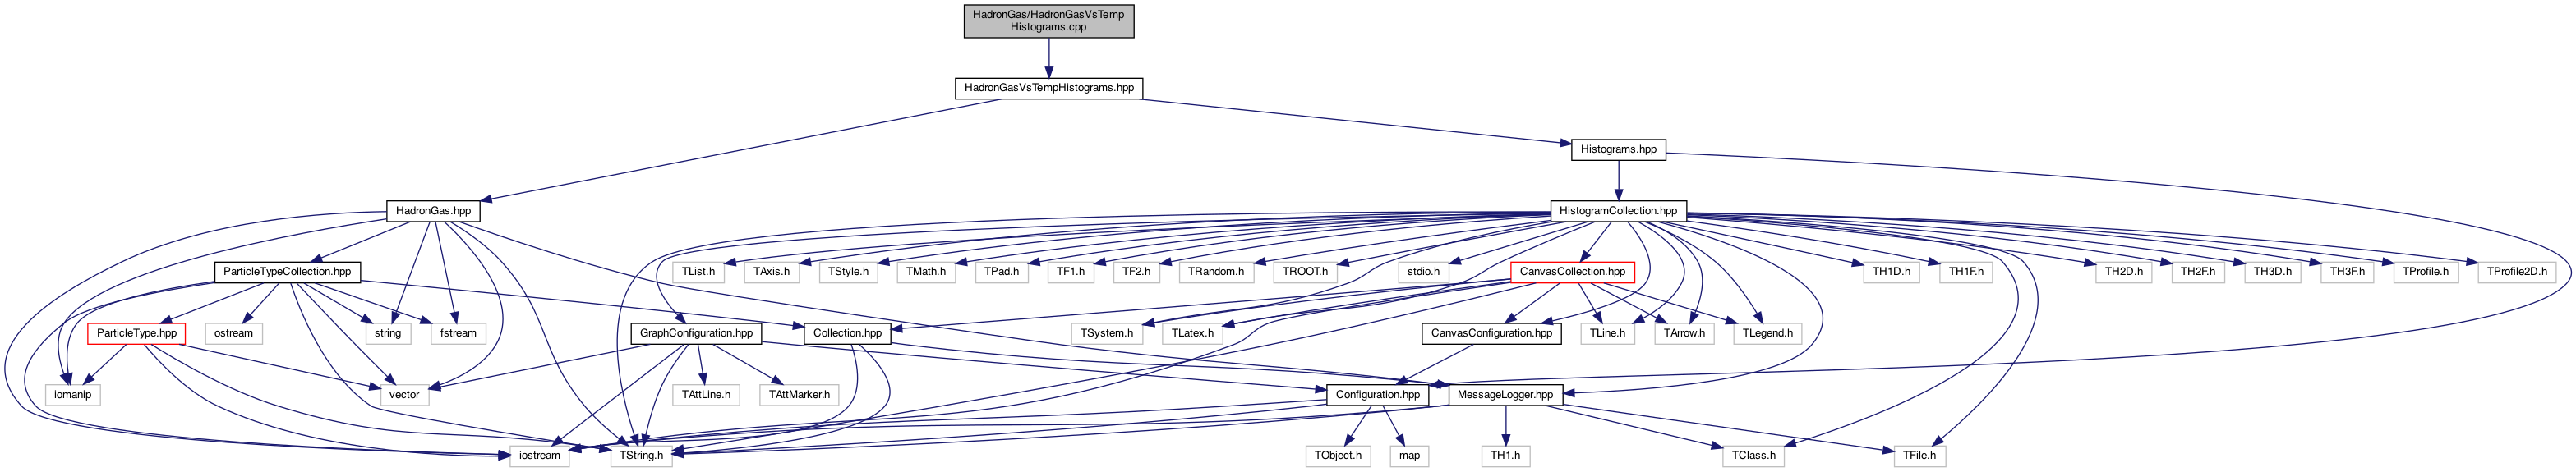 HadronGas/HadronGasVsTemp
Histograms.cpp
HadronGasVsTempHistograms.hpp
Histograms.hpp
HadronGas.hpp
HistogramCollection.hpp
ParticleTypeCollection.hpp
TList.h
TAxis.h
TStyle.h
TMath.h
TPad.h
TF1.h
TF2.h
TRandom.h
TROOT.h
stdio.h
CanvasCollection.hpp
TH1D.h
TH1F.h
TH2D.h
TH2F.h
TH3D.h
TH3F.h
TProfile.h
TProfile2D.h
ParticleType.hpp
ostream
string
fstream
GraphConfiguration.hpp
Collection.hpp
TSystem.h
TLatex.h
CanvasConfiguration.hpp
TLine.h
TArrow.h
TLegend.h
iomanip
vector
TAttLine.h
TAttMarker.h
Configuration.hpp
MessageLogger.hpp
iostream
TString.h
TObject.h
map
TH1.h
TClass.h
TFile.h